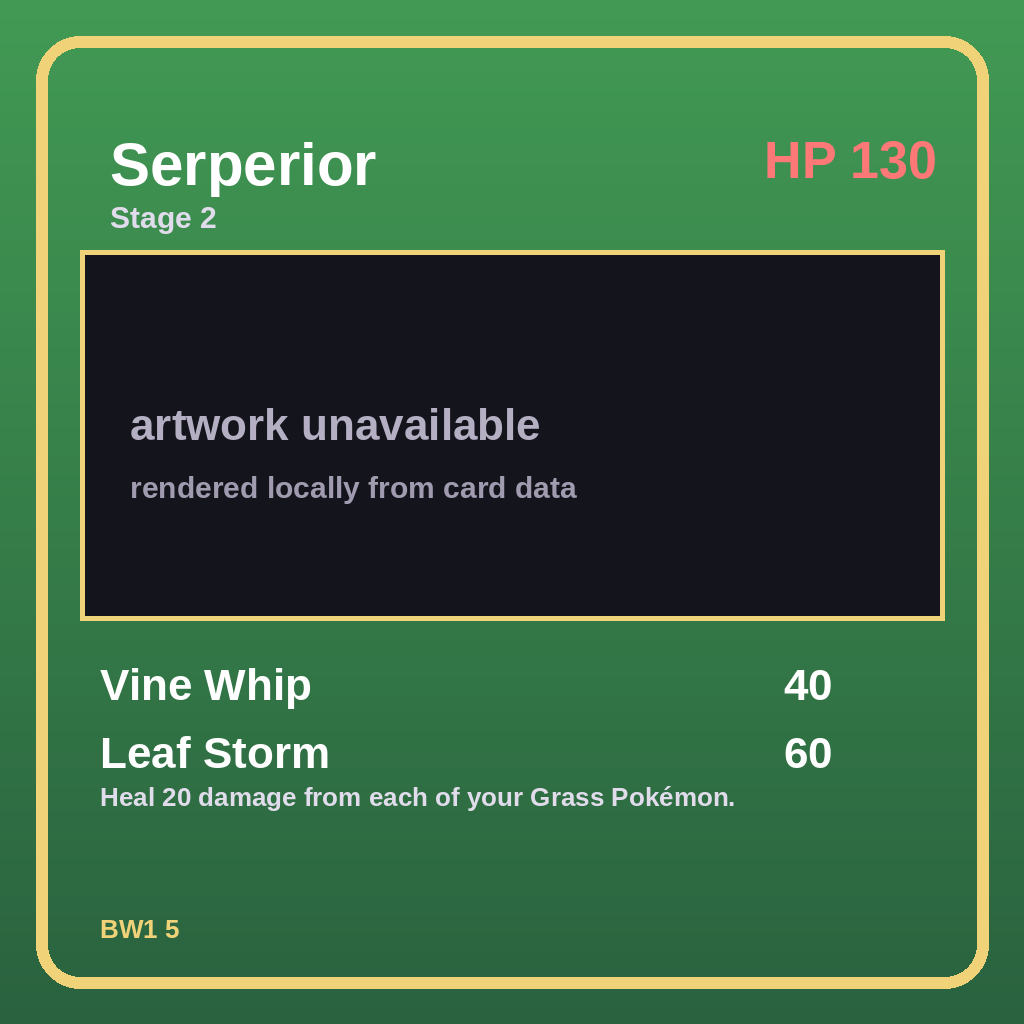 Serperior
HP 130
Stage 2
artwork unavailable
rendered locally from card data
Vine Whip 40
Leaf Storm 60
Heal 20 damage from each of your Grass Pokémon.
BW1 5